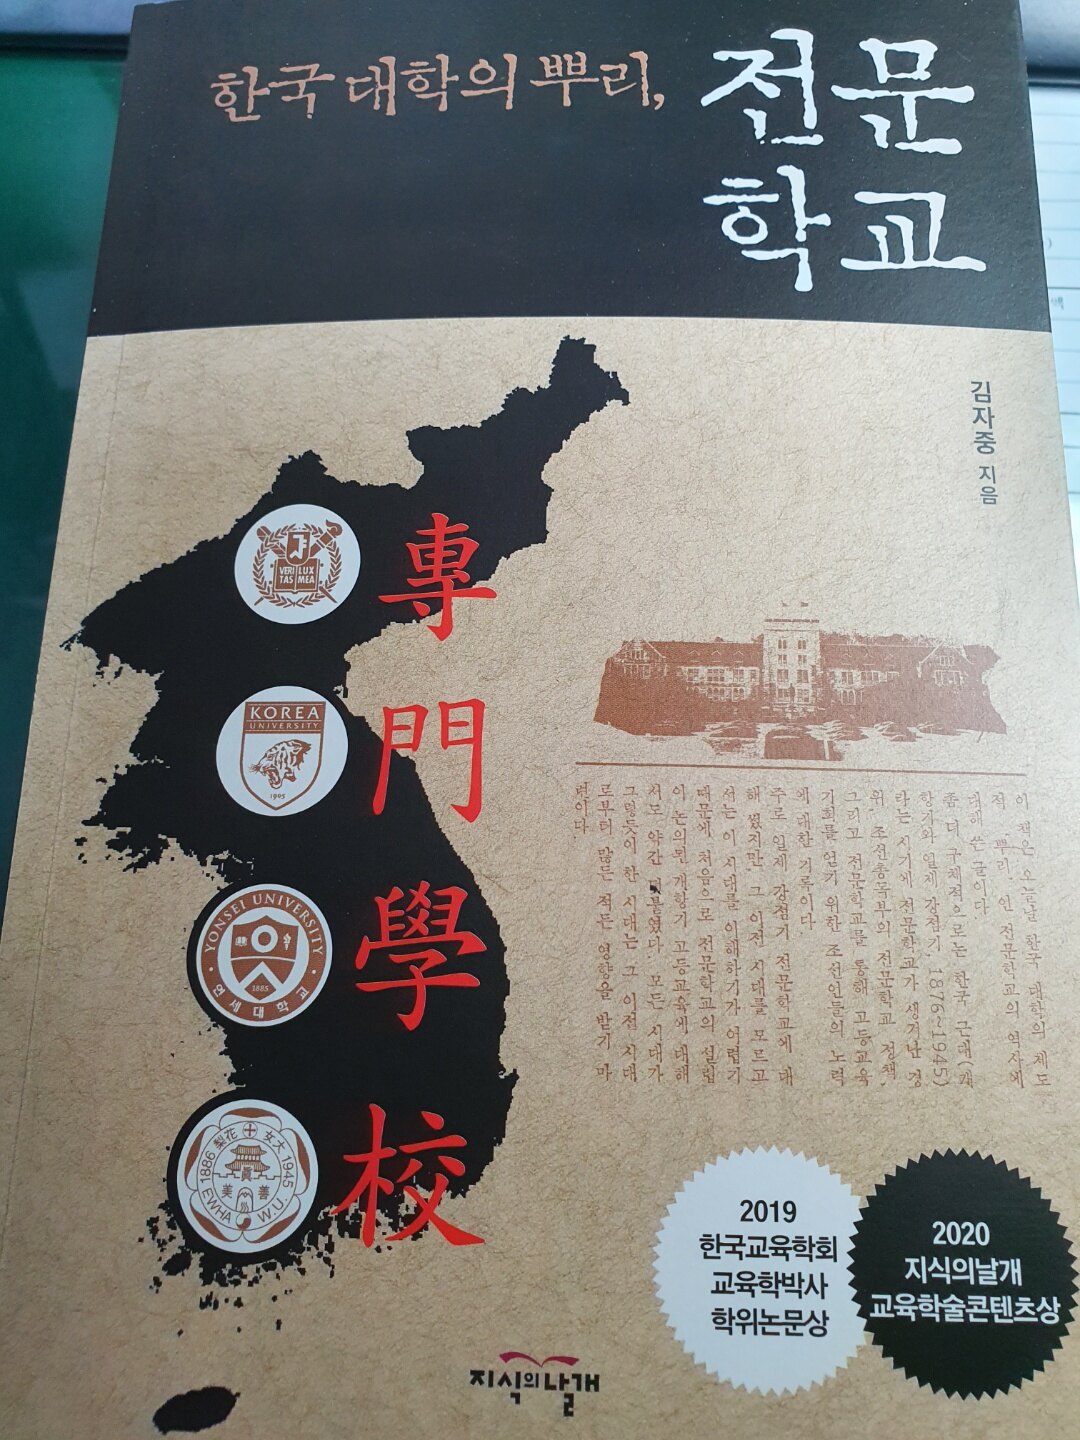 한국 대학의 뿌리,
전문
학교
김자중 지음
專
門
學
校
VERI LUX
TAS MEA
KOREA
UNIVERSITY
1905
YONSEI UNIVERSITY
1885
연세대학교
1886 梨花 女大 1945
眞
美 善
EWHA W.U.
이 책은 오늘날 한국 대학의 제도
적 '뿌리'인 전문학교의 역사에
대해 쓴 글이다.
좀 더 구체적으로는 한국 근대(개
항기와 일제 강점기, 1876~1945)
라는 시기에 전문학교가 생겨난 경
위, 조선총독부의 전문학교 정책,
그리고 전문학교를 통해 고등교육
기회를 얻기 위한 조선인들의 노력
에 대한 기록이다.
주로 일제 강점기 전문학교에 대
해 썼지만, 그 이전 시대를 모르고
선는 이 시대를 이해하기가 어렵기
때문에 처음으로 전문학교의 설립
이 논의된 개항기 고등교육에 대해
서도 약간 덧붙였다. 모든 시대가
그렇듯이 한 시대는 그 이전 시대
로부터 많든 적든 영향을 받기 마
련이다.
2019
한국교육학회
교육학박사
학위논문상
2020
지식의날개
교육학술콘텐츠상
지식의날개